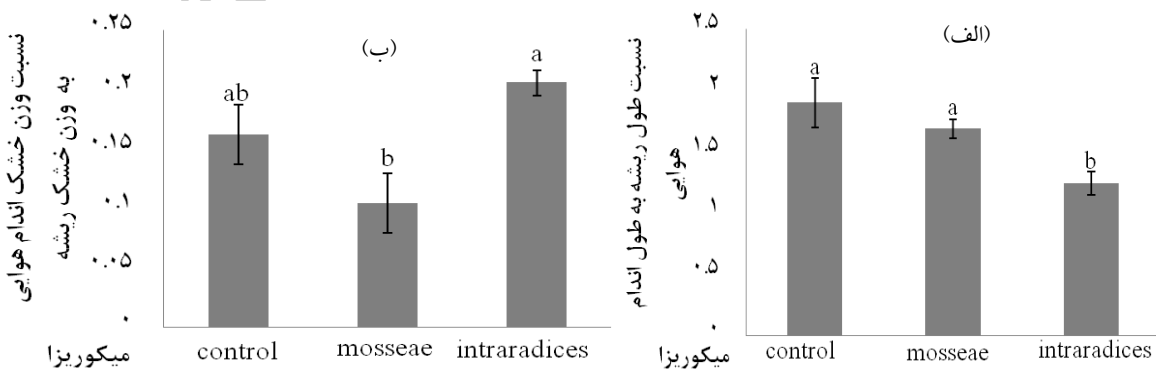 (الف)
نسبت طول ریشه به طول اندام
هوایی
۲.۵
۲
۱.۵
۱
۰.۵
۰
a
a
b
control
mosseae
intraradices
میکوریزا
(ب)
نسبت وزن خشک اندام هوایی
به وزن خشک ریشه
۰.۲۵
۰.۲
۰.۱۵
۰.۱
۰.۰۵
۰
ab
b
a
control
mosseae
intraradices
میکوریزا